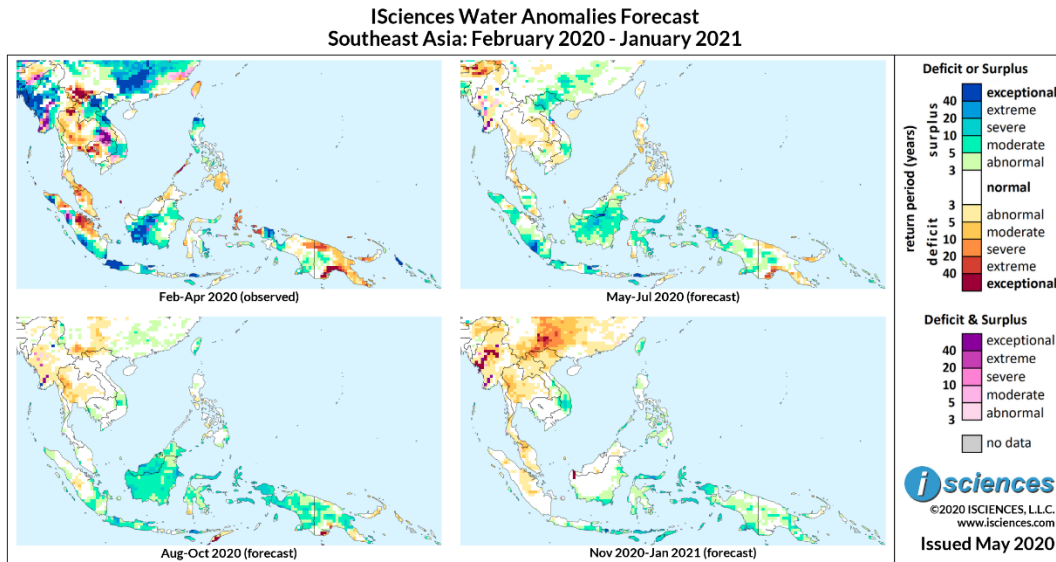 ISciences Water Anomalies Forecast
Southeast Asia: February 2020 - January 2021
Feb-Apr 2020 (observed)
May-Jul 2020 (forecast)
Aug-Oct 2020 (forecast)
Nov 2020-Jan 2021 (forecast)
Deficit or Surplus
return period (years)
surplus
deficit
exceptional
40
extreme
20
severe
10
moderate
5
abnormal
3
normal
3
abnormal
5
moderate
10
severe
20
extreme
40
exceptional
Deficit & Surplus
exceptional
40
extreme
20
severe
10
moderate
5
abnormal
3
no data
i sciences
©2020 ISCIENCES, L.L.C.
www.isciences.com
Issued May 2020